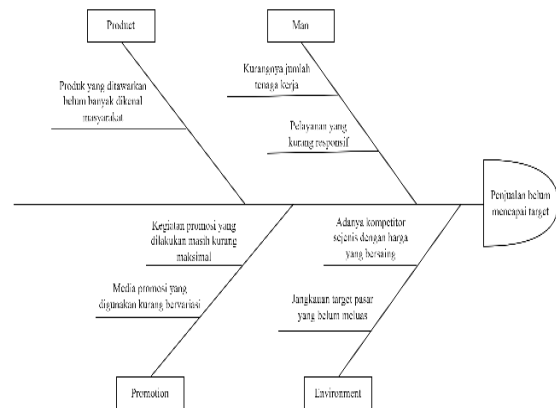 Product
Man
Kurangnya jumlah
tenaga kerja
Produk yang ditawarkan
belum banyak dikenal
masyarakat
Pelayanan yang
kurang responsif
Penjualan belum
mencapai target
Kegiatan promosi yang
dilakukan masih kurang
maksimal
Adanya kompetitor
sejenis dengan harga
yang bersaing
Media promosi yang
digunakan kurang bervariasi
Jangkauan target pasar
yang belum meluas
Promotion
Environment